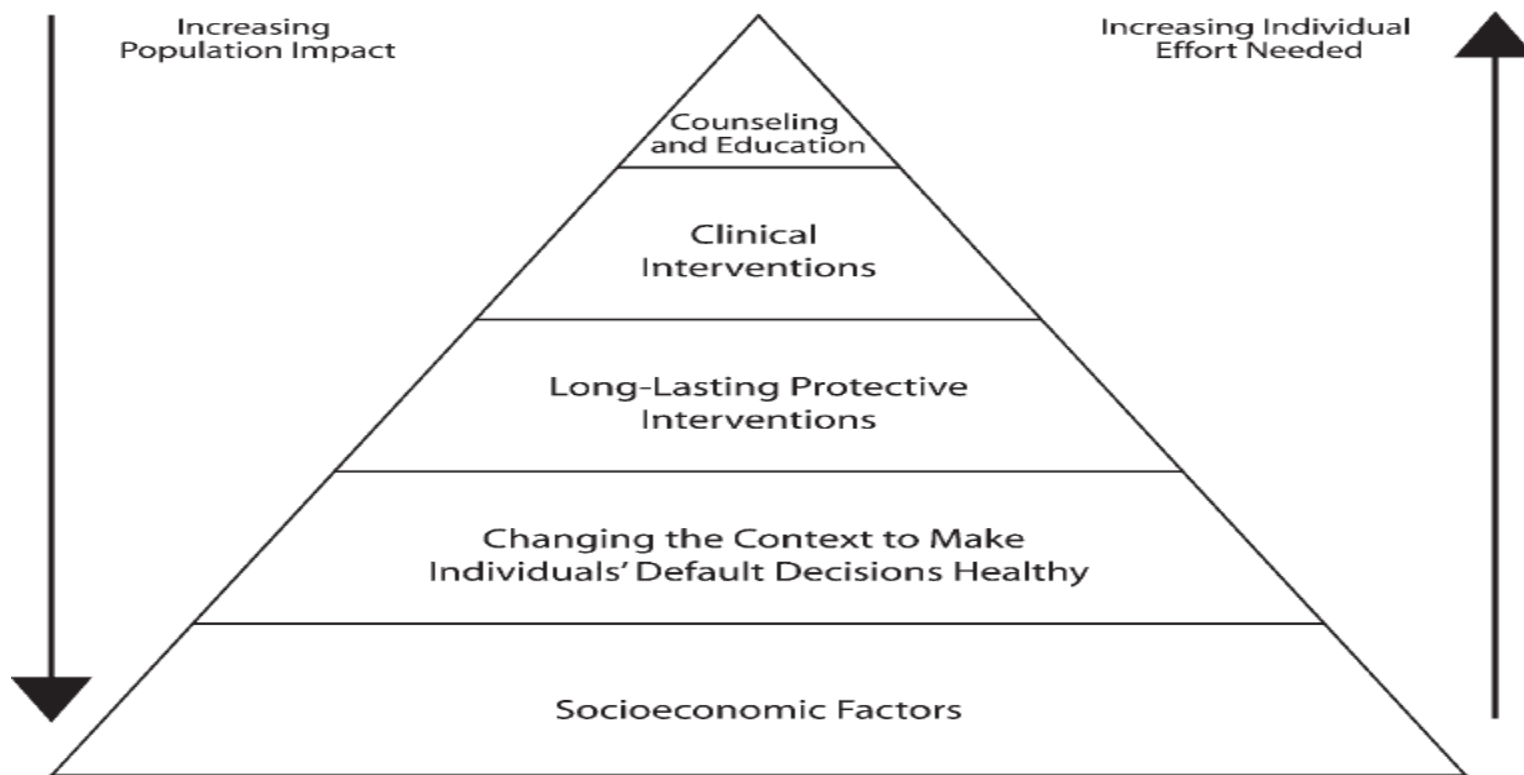 Increasing
Population Impact
Increasing Individual
Effort Needed
Counseling
and Education
Clinical
Interventions
Long-Lasting Protective
Interventions
Changing the Context to Make
Individuals’ Default Decisions Healthy
Socioeconomic Factors